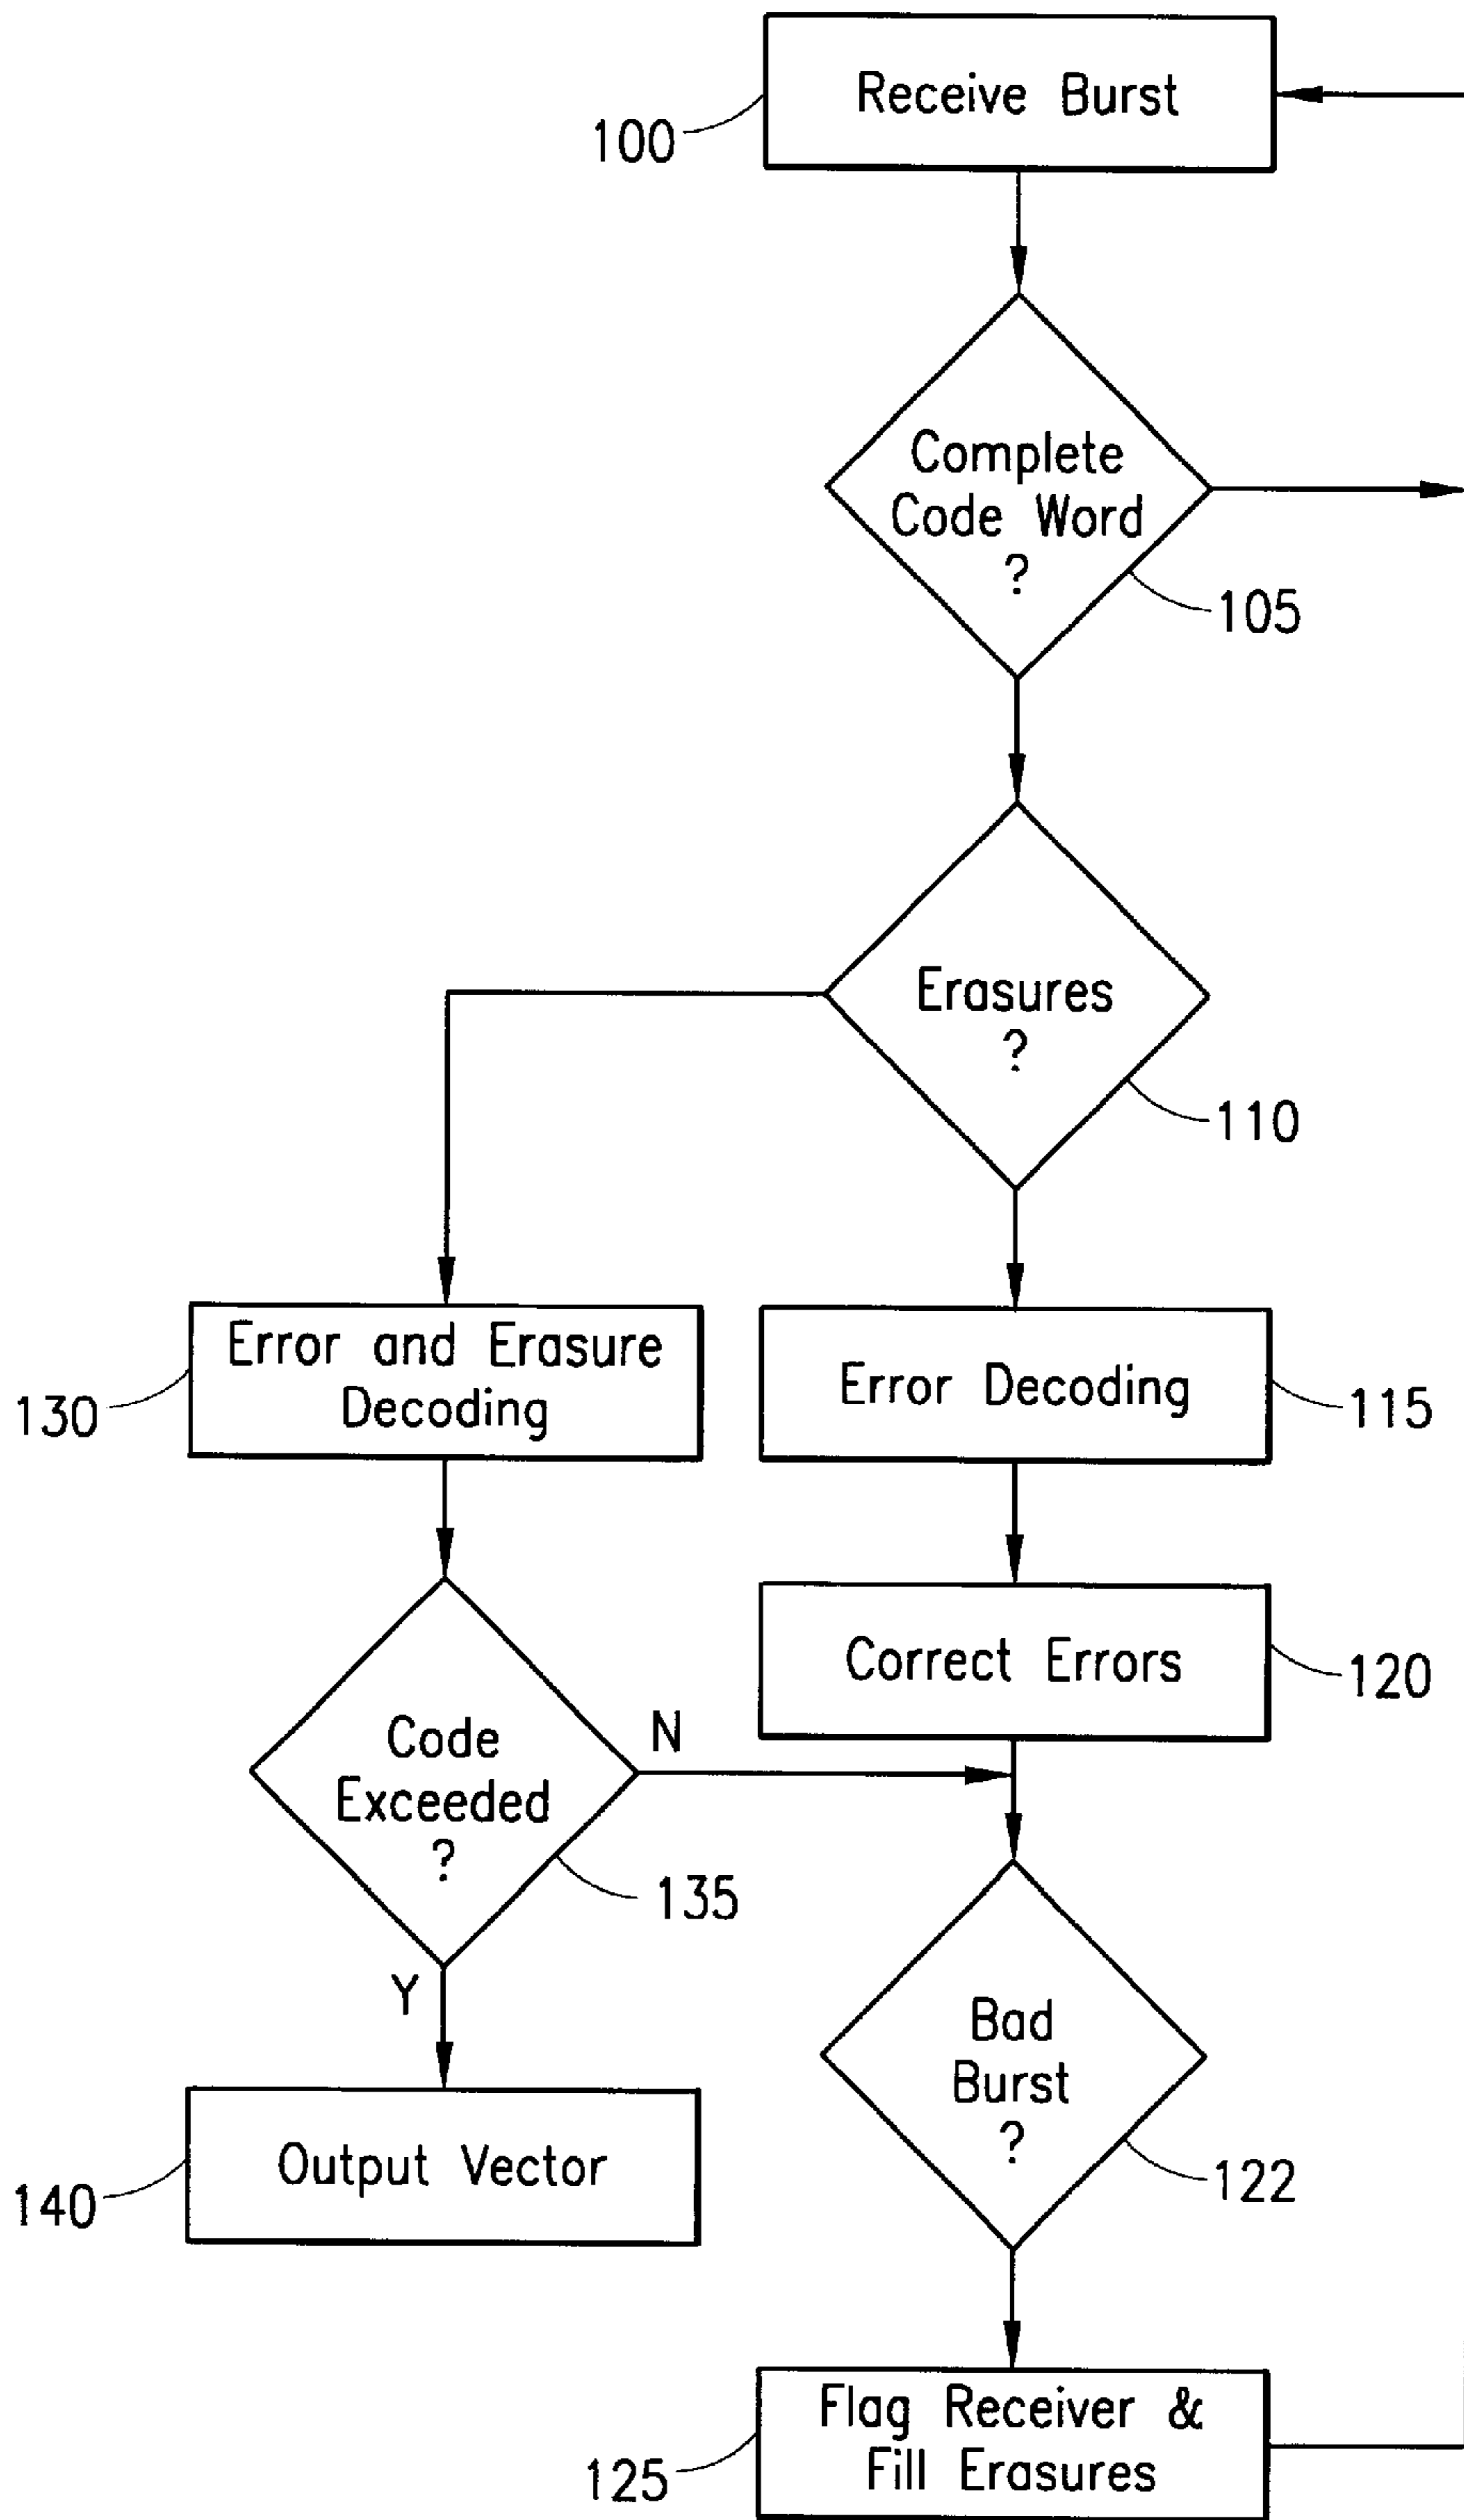 Receive Burst
100
Complete
Code Word
?
105
Erasures
?
110
Error and Erasure
Decoding
130
Error Decoding
115
Correct Errors
120
Code
Exceeded
?
N
135
Y
Bad
Burst
?
122
Output Vector
140
Flag Receiver &
Fill Erasures
125